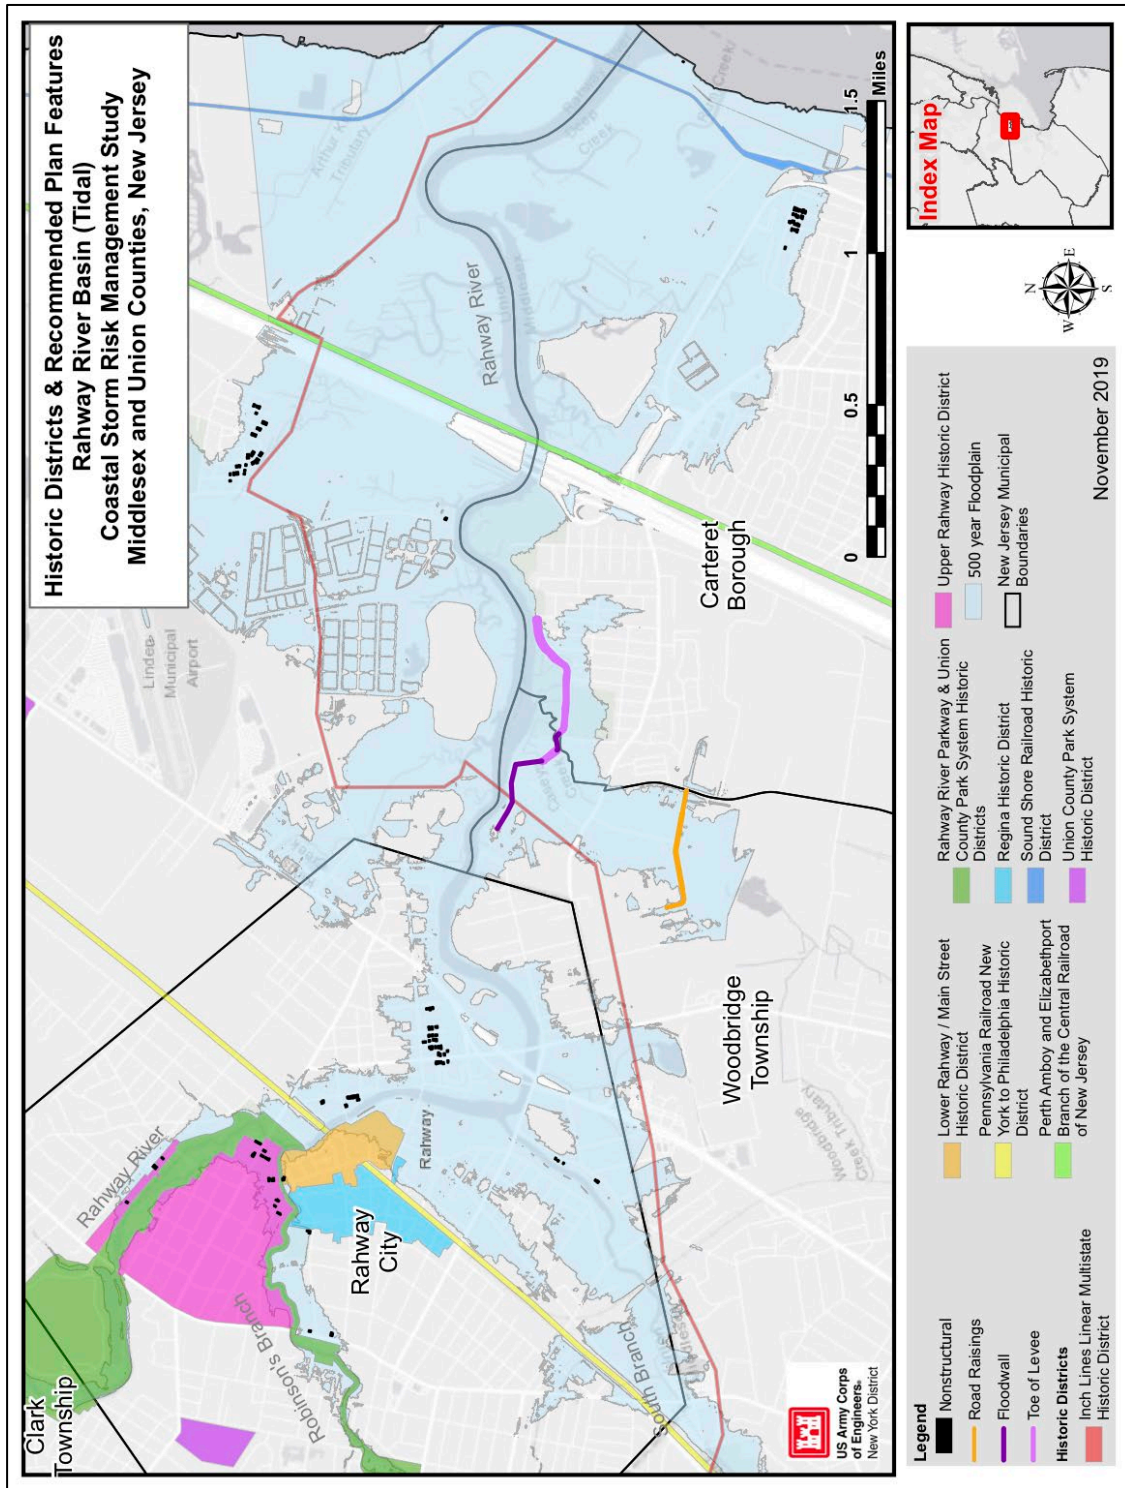 Historic Districts & Recommended Plan Features
Rahway River Basin (Tidal)
Coastal Storm Risk Management Study
Middlesex and Union Counties, New Jersey
Clark
Township
Rahway River
Robinson's Branch
Rahway
City
Rahway
South Branch
Woodbridge
Township
Woodbridge
Creek Tributary
Linden
Municipal
Airport
Carteret
Borough
Rahway River
Arthur K
Tributary
Creek
0
0.5
1
1.5
Miles
US Army Corps
of Engineers®
New York District
Legend
Nonstructural
Road Raisings
Floodwall
Toe of Levee
Historic Districts
Inch Lines Linear Multistate
Historic District
Lower Rahway / Main Street
Historic District
Pennsylvania Railroad New
York to Philadelphia Historic
District
Perth Amboy and Elizabethport
Branch of the Central Railroad
of New Jersey
Rahway River Parkway & Union
County Park System Historic
Districts
Regina Historic District
Sound Shore Railroad Historic
District
Union County Park System
Historic District
Upper Rahway Historic District
500 year Floodplain
New Jersey Municipal
Boundaries
November 2019
N
W
E
S
Index Map